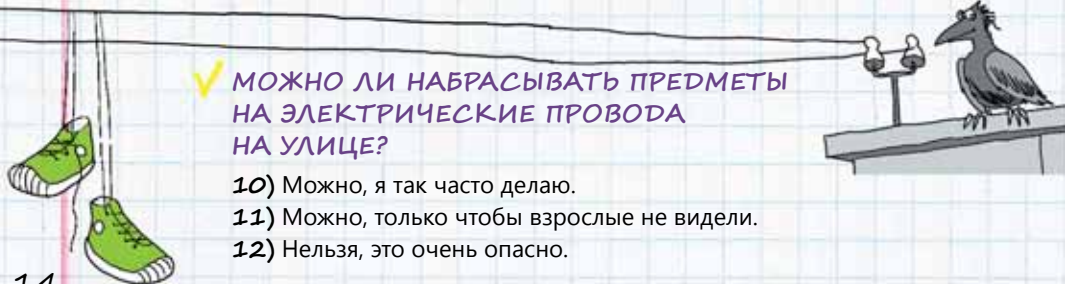 МОЖНО ЛИ НАБРАСЫВАТЬ ПРЕДМЕТЫ
НА ЭЛЕКТРИЧЕСКИЕ ПРОВОДА
НА УЛИЦЕ?
10) Можно, я так часто делаю.
11) Можно, только чтобы взрослые не видели.
12) Нельзя, это очень опасно.
14